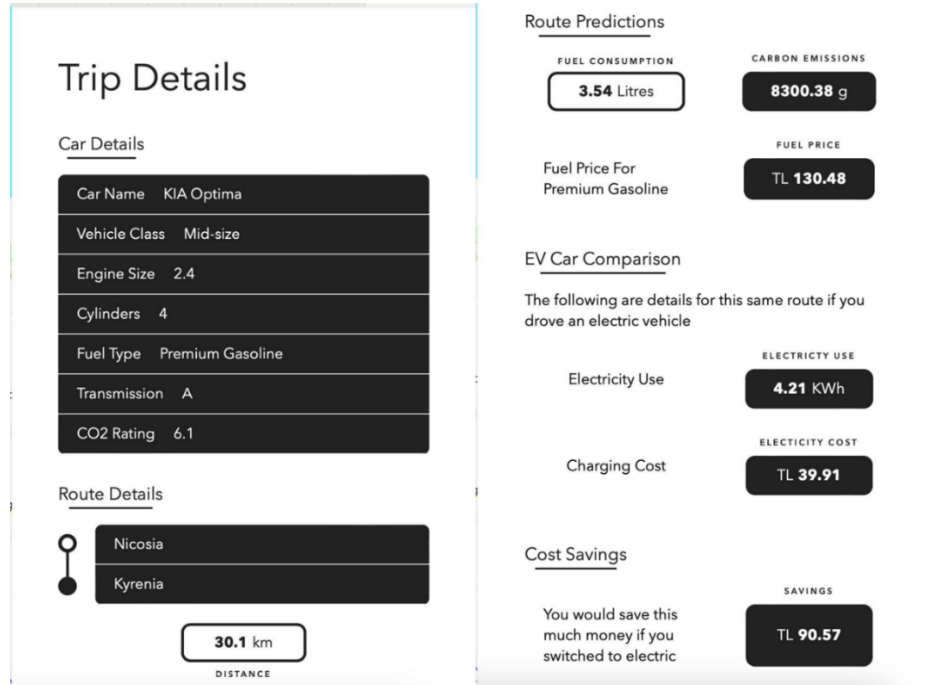 Trip Details
Car Details
Car Name KIA Optima
Vehicle Class Mid-size
Engine Size 2.4
Cylinders 4
Fuel Type Premium Gasoline
Transmission A
CO2 Rating 6.1
Route Details
Nicosia
Kyrenia
30.1 km
DISTANCE
Route Predictions
FUEL CONSUMPTION
3.54 Litres
CARBON EMISSIONS
8300.38 g
Fuel Price For
Premium Gasoline
FUEL PRICE
TL 130.48
EV Car Comparison
The following are details for this same route if you
drove an electric vehicle
Electricity Use
ELECTRICTY USE
4.21 KWh
Charging Cost
ELECTICITY COST
TL 39.91
Cost Savings
You would save this
much money if you
switched to electric
SAVINGS
TL 90.57